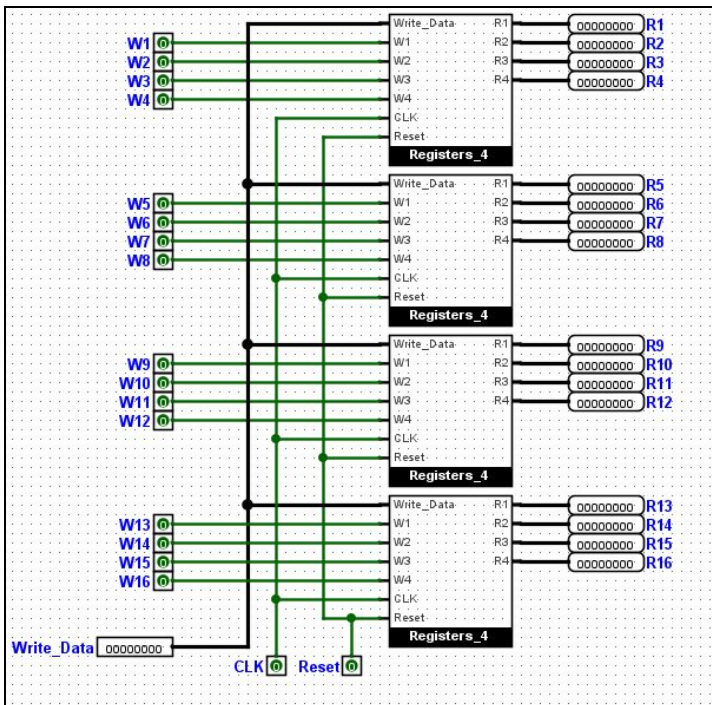 Write_Data R1 00000000 R1
W1 0 W1 R2 00000000 R2
W2 0 W2 R3 00000000 R3
W3 0 W3 R4 00000000 R4
W4 0 W4
CLK
Reset
Registers_4
Write_Data R1 00000000 R5
W5 0 W1 R2 00000000 R6
W6 0 W2 R3 00000000 R7
W7 0 W3 R4 00000000 R8
W8 0 W4
CLK
Reset
Registers_4
Write_Data R1 00000000 R9
W9 0 W1 R2 00000000 R10
W10 0 W2 R3 00000000 R11
W11 0 W3 R4 00000000 R12
W12 0 W4
CLK
Reset
Registers_4
Write_Data R1 00000000 R13
W13 0 W1 R2 00000000 R14
W14 0 W2 R3 00000000 R15
W15 0 W3 R4 00000000 R16
W16 0 W4
CLK
Reset
Registers_4
Write_Data 00000000
CLK 0 Reset 0